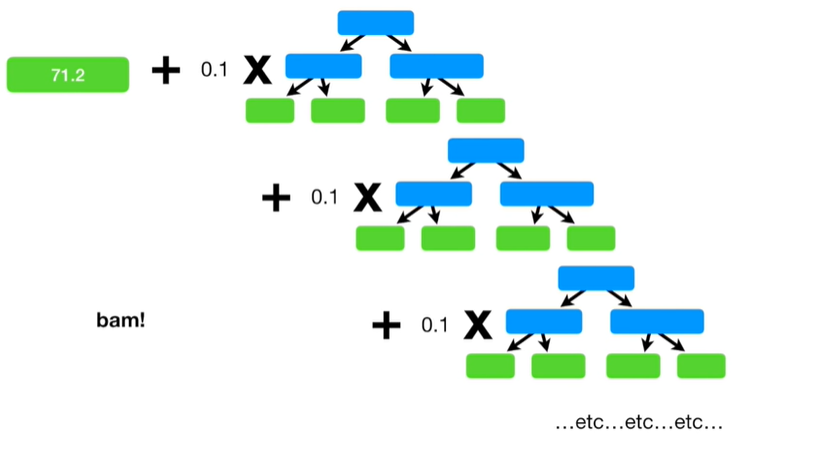 71.2 + 0.1 X
+ 0.1 X
bam! + 0.1 X
...etc...etc...etc...